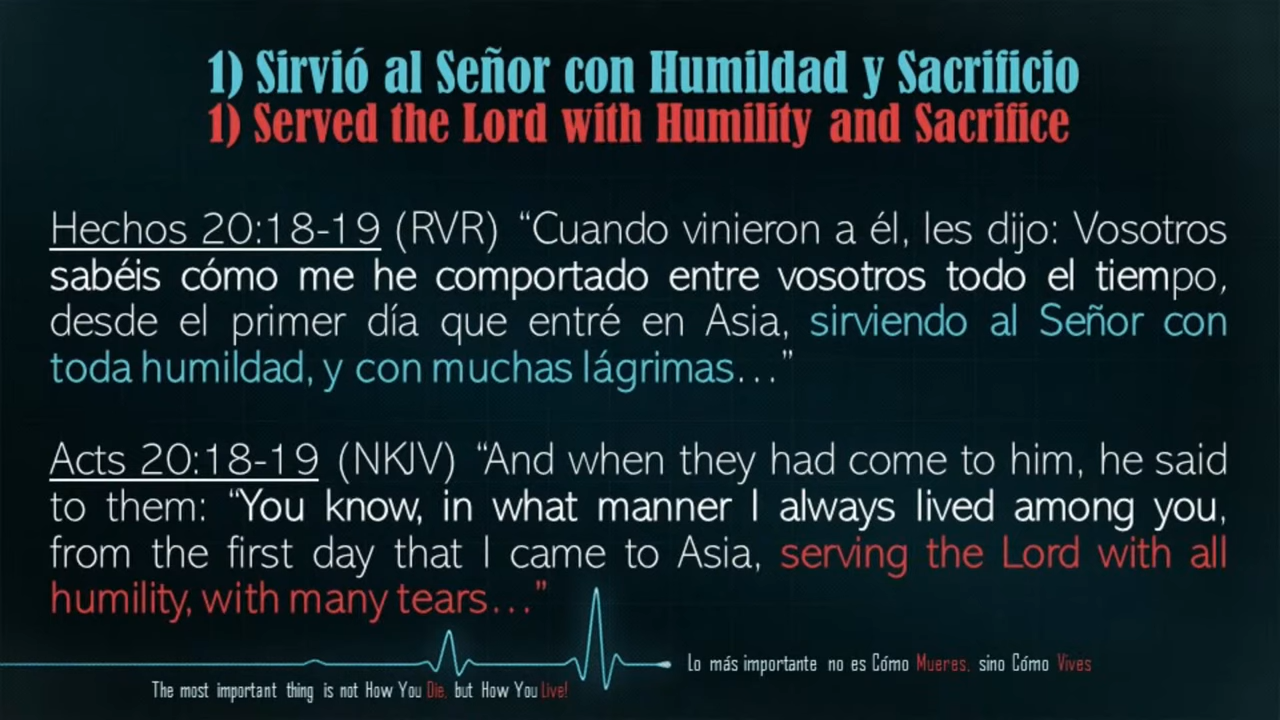 1) Sirvió al Señor con Humildad y Sacrificio
1) Served the Lord with Humility and Sacrifice
Hechos 20:18-19 (RVR) “Cuando vinieron a él, les dijo: Vosotros
sabéis cómo me he comportado entre vosotros todo el tiempo,
desde el primer día que entré en Asia, sirviendo al Señor con
toda humildad, y con muchas lágrimas…”
Acts 20:18-19 (NKJV) “And when they had come to him, he said
to them: “You know, in what manner I always lived among you,
from the first day that I came to Asia, serving the Lord with all
humility, with many tears…”
Lo más importante no es Cómo Mueres, sino Cómo Vives
The most important thing is not How You Die, but How You Live!